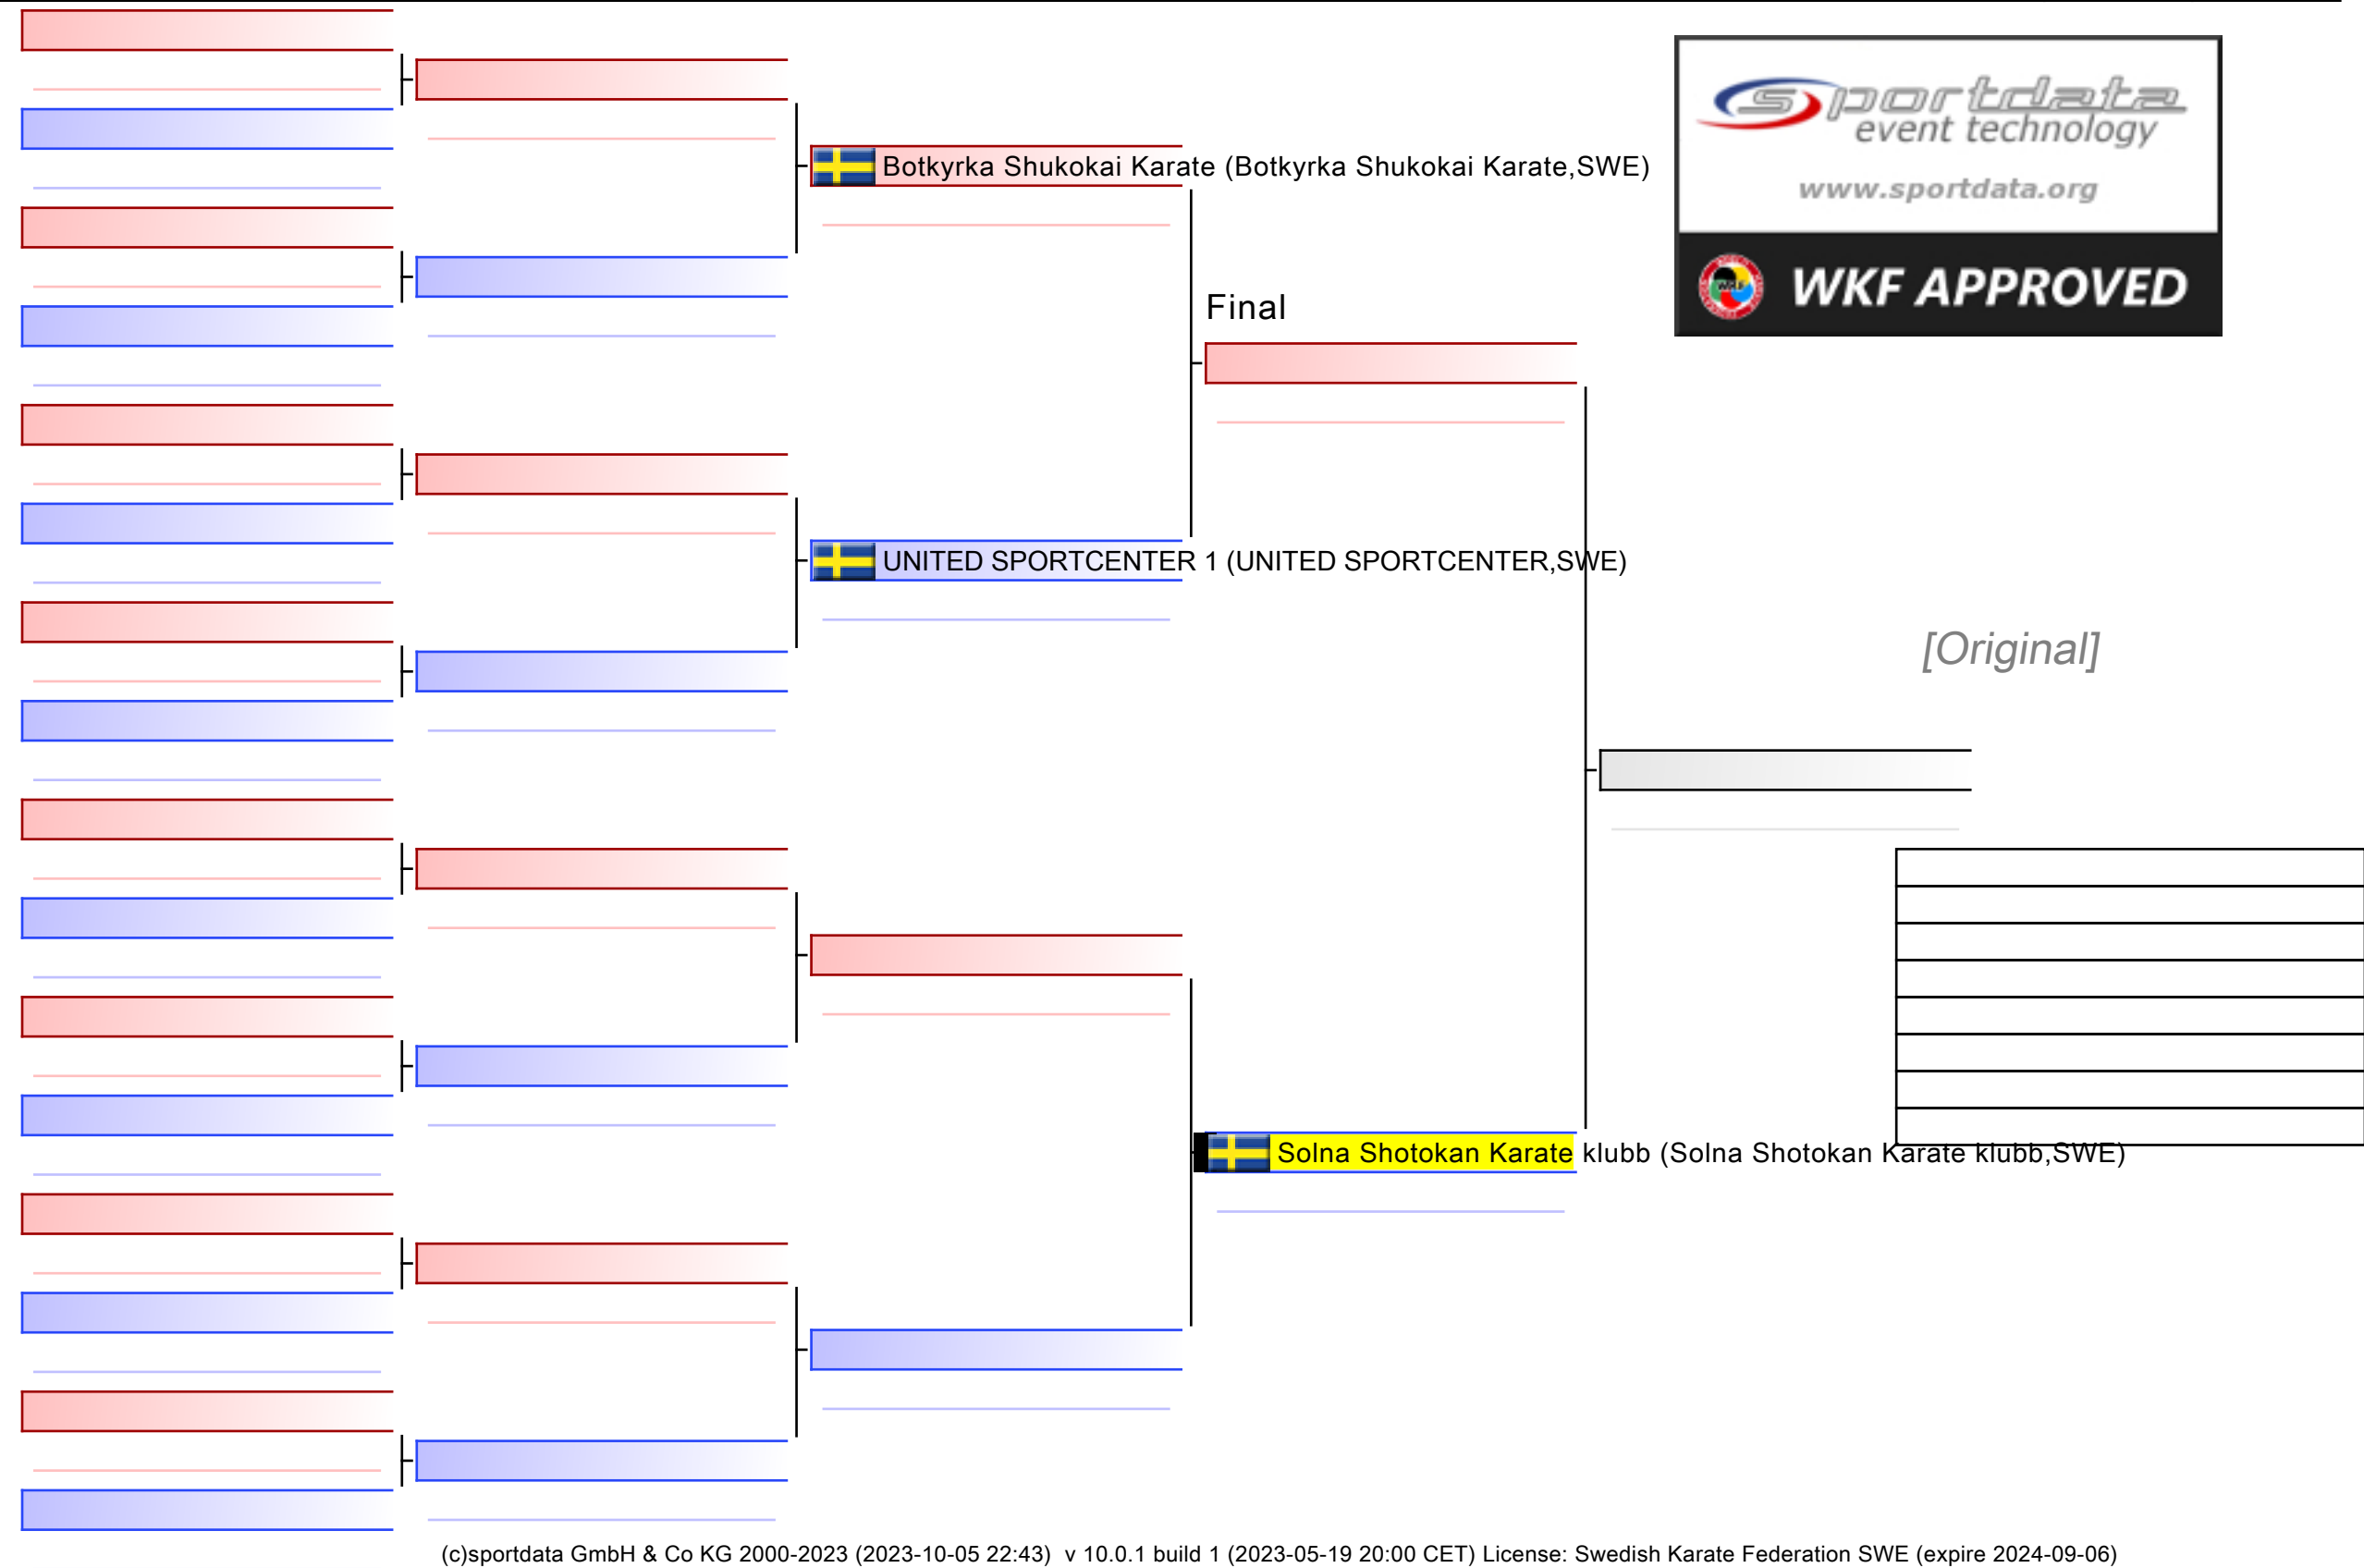 sportdata
event technology
www.sportdata.org
WKF APPROVED
Botkyrka Shukokai Karate (Botkyrka Shukokai Karate,SWE)
Final
UNITED SPORTCENTER 1 (UNITED SPORTCENTER,SWE)
[Original]
Solna Shotokan Karate klubb (Solna Shotokan Karate klubb,SWE)
(c)sportdata GmbH & Co KG 2000-2023 (2023-10-05 22:43)  v 10.0.1 build 1 (2023-05-19 20:00 CET) License: Swedish Karate Federation SWE (expire 2024-09-06)